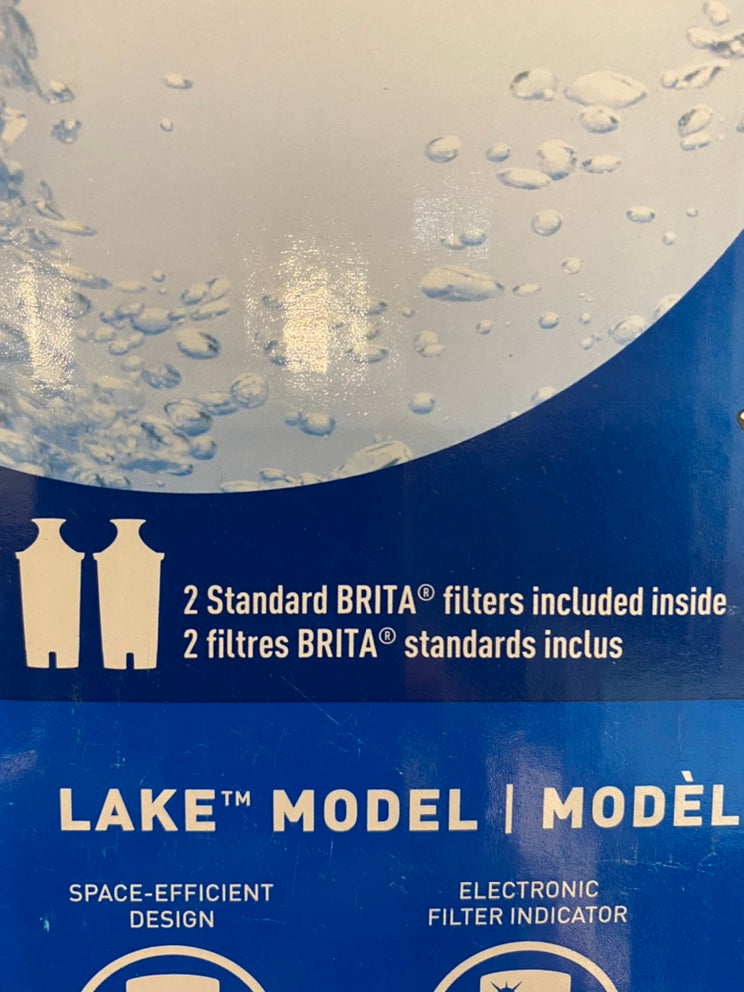 2 Standard BRITA® filters included inside
2 filtres BRITA® standards inclus
LAKE™ MODEL | MODÈL
SPACE-EFFICIENT
DESIGN
ELECTRONIC
FILTER INDICATOR